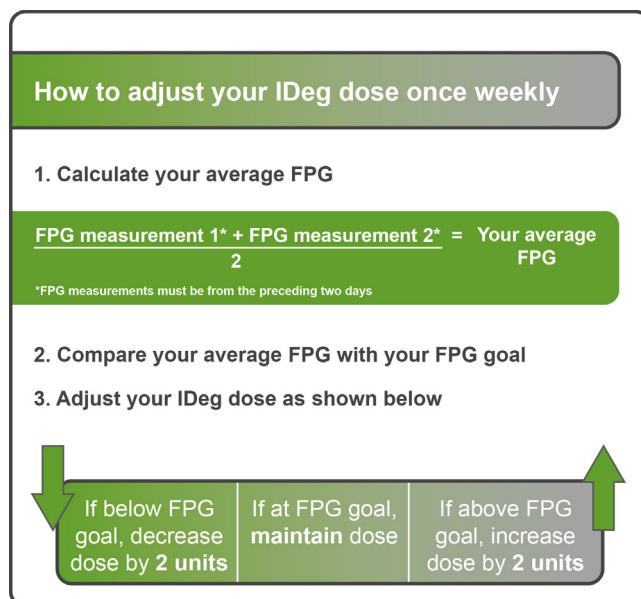 How to adjust your IDeg dose once weekly
1. Calculate your average FPG
FPG measurement 1* + FPG measurement 2* = Your average
2 FPG
*FPG measurements must be from the preceding two days
2. Compare your average FPG with your FPG goal
3. Adjust your IDeg dose as shown below
If below FPG
goal, decrease
dose by 2 units
If at FPG goal,
maintain dose
If above FPG
goal, increase
dose by 2 units